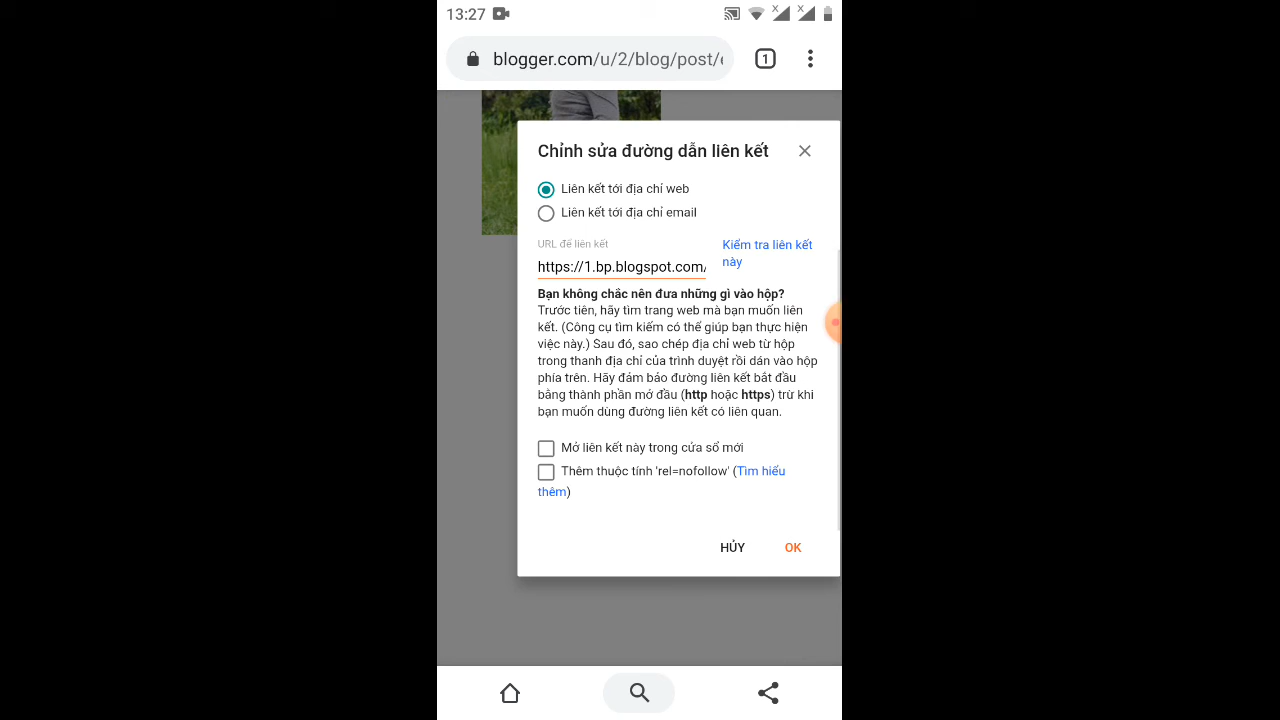 13:27
blogger.com/u/2/blog/post/
1
Chỉnh sửa đường dẫn liên kết
Liên kết tới địa chỉ web
Liên kết tới địa chỉ email
URL để liên kết
Kiểm tra liên kết
này
https://1.bp.blogspot.com/
Bạn không chắc nên đưa những gì vào hộp?
Trước tiên, hãy tìm trang web mà bạn muốn liên
kết. (Công cụ tìm kiếm có thể giúp bạn thực hiện
việc này.) Sau đó, sao chép địa chỉ web từ hộp
trong thanh địa chỉ của trình duyệt rồi dán vào hộp
phía trên. Hãy đảm bảo đường liên kết bắt đầu
bằng thành phần mở đầu (http hoặc https) trừ khi
bạn muốn dùng đường liên kết có liên quan.
Mở liên kết này trong cửa sổ mới
Thêm thuộc tính 'rel=nofollow' (Tìm hiểu
thêm)
HỦY
OK